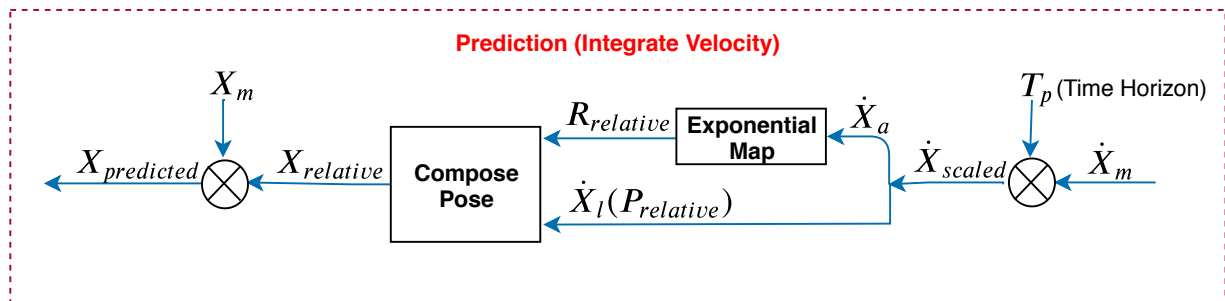 Prediction (Integrate Velocity)
X_m
T_p (Time Horizon)
R_relative
Exponential
Map
Ẋ_a
X_predicted
X_relative
Compose
Pose
Ẋ_l(P_relative)
Ẋ_scaled
Ẋ_m